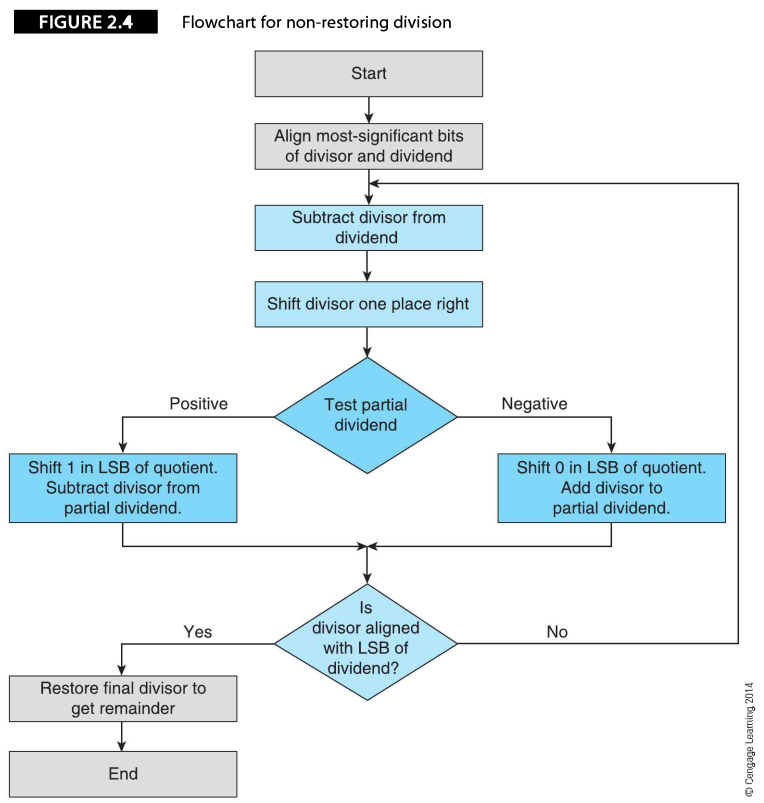 FIGURE 2.4 Flowchart for non-restoring division
Start
Align most-significant bits
of divisor and dividend
Subtract divisor from
dividend
Shift divisor one place right
Test partial
dividend
Positive
Negative
Shift 1 in LSB of quotient.
Subtract divisor from
partial dividend.
Shift 0 in LSB of quotient.
Add divisor to
partial dividend.
Is
divisor aligned
with LSB of
dividend?
Yes
No
Restore final divisor to
get remainder
End
© Cengage Learning 2014